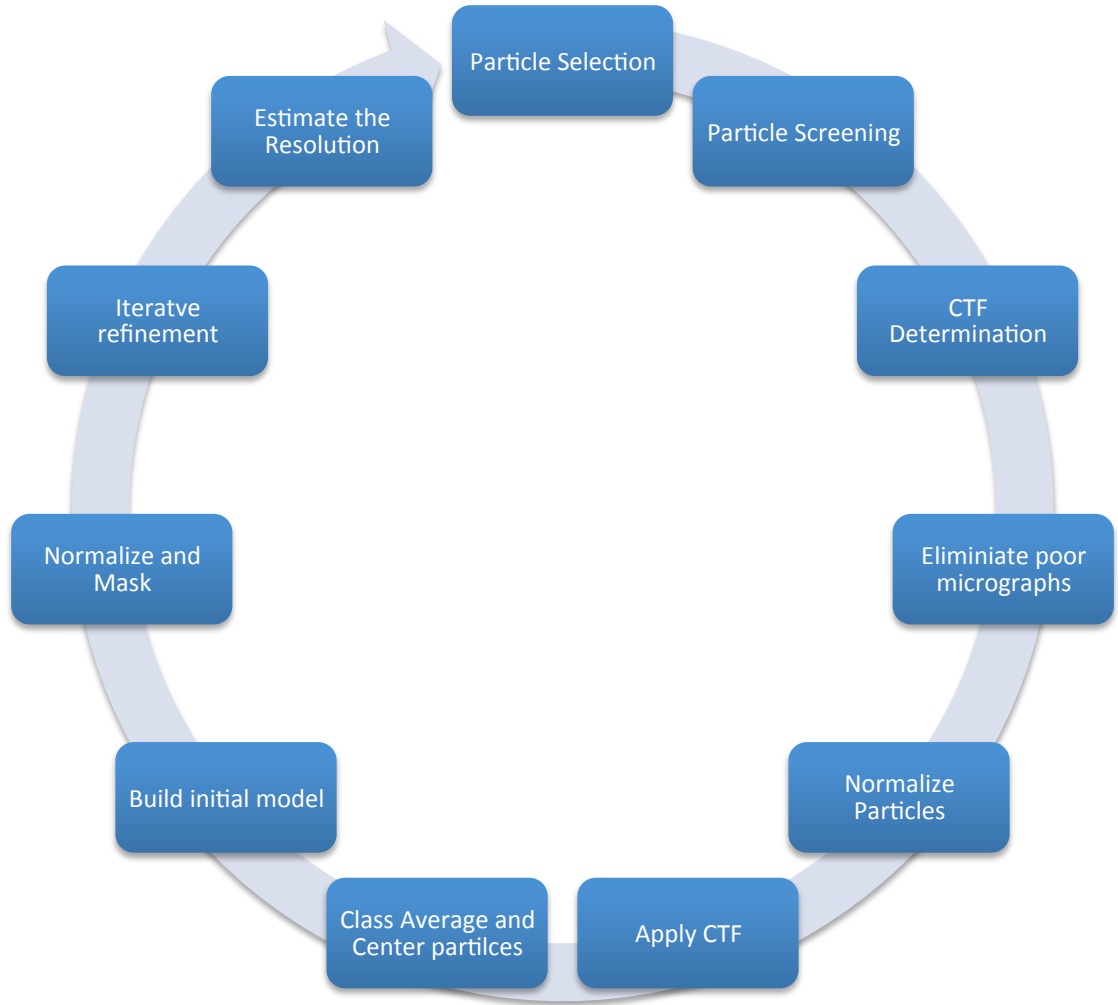 Particle Selection
Particle Screening
CTF
Determination
Eliminiate poor
micrographs
Normalize
Particles
Apply CTF
Class Average and
Center partilces
Build initial model
Normalize and
Mask
Iteratve
refinement
Estimate the
Resolution